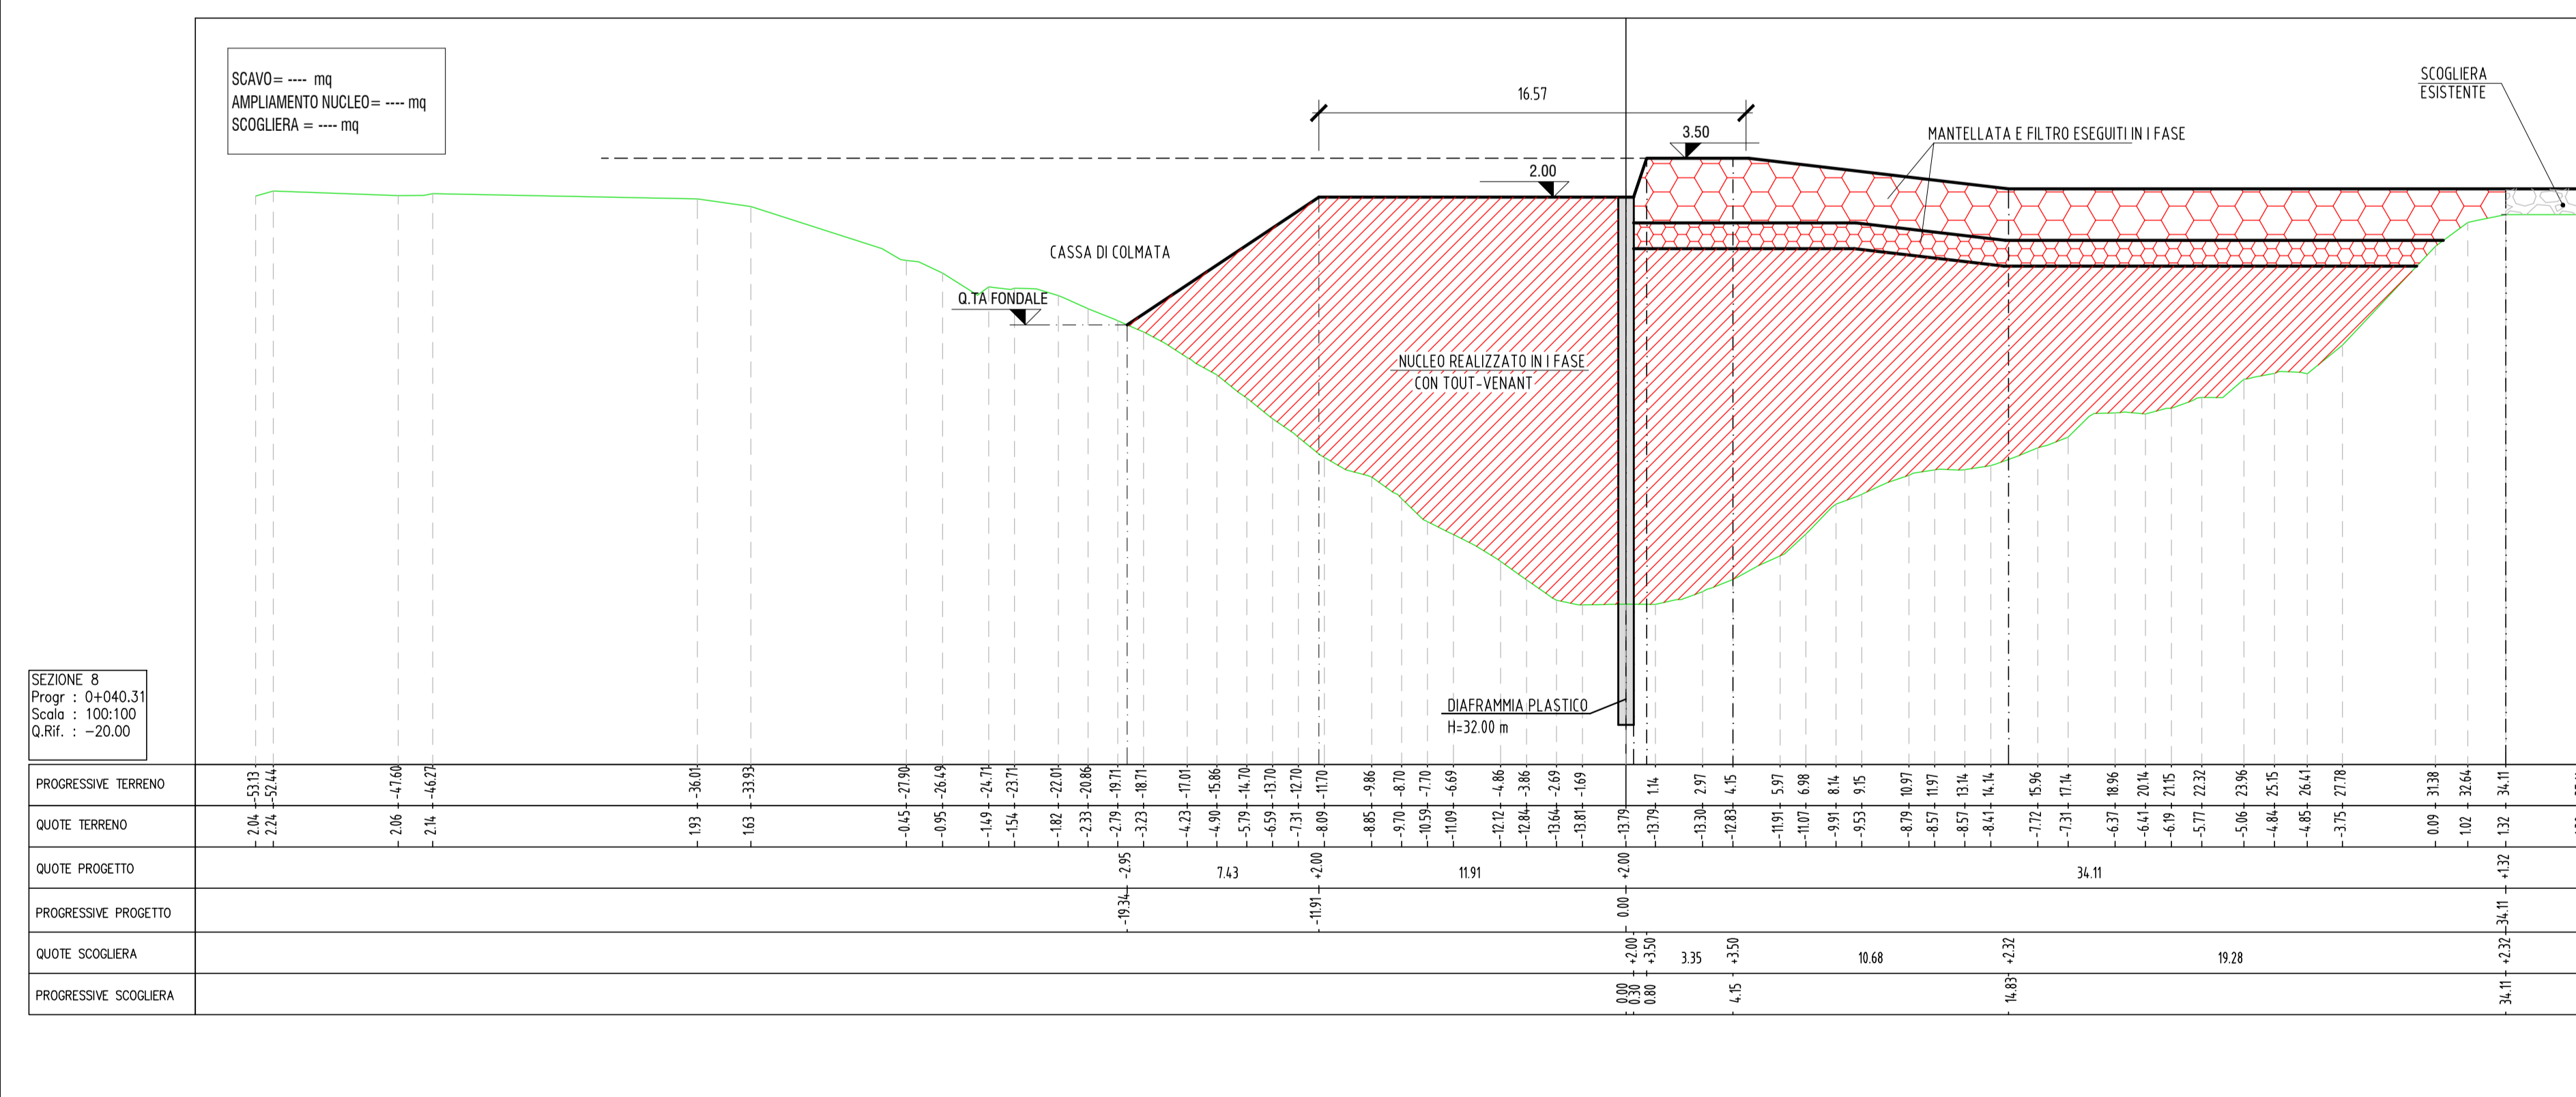 SCAVO= ---- mq
AMPLIAMENTO NUCLEO= ---- mq
SCOGLIERA = ---- mq
16.57
3.50
2.00
SCOGLIERA
ESISTENTE
MANTELLATA E FILTRO ESEGUITI IN I FASE
CASSA DI COLMATA
Q.TA FONDALE
NUCLEO REALIZZATO IN I FASE
CON TOUT-VENANT
DIAFRAMMIA PLASTICO
H=32.00 m
SEZIONE 8
Progr : 0+040.31
Scala : 100:100
Q.Rif. : -20.00
PROGRESSIVE TERRENO -53.13 -52.44 -47.60 -46.27 -36.01 -33.93 -27.90 -26.49 -24.71 -23.71 -22.01 -20.86 -19.71 -18.71 -17.01 -15.86 -14.70 -13.70 -12.70 -11.70 -9.86 -8.70 -7.70 -6.69 -4.86 -3.86 -2.69 -1.69 1.14 2.97 4.15 5.97 6.98 8.14 9.15 10.97 11.97 13.14 14.14 15.96 17.14 18.96 20.14 21.15 22.32 23.96 25.15 26.41 27.78 31.38 32.64 34.11
QUOTE TERRENO 2.04 2.24 2.06 2.14 1.93 1.63 -0.45 -0.95 -1.49 -1.54 -1.82 -2.33 -2.79 -3.23 -4.23 -4.90 -5.79 -6.59 -7.31 -8.09 -8.85 -9.70 -10.59 -11.09 -12.12 -12.84 -13.64 -13.81 -13.79 -13.79 -13.30 -12.83 -11.91 -11.07 -9.91 -9.53 -8.79 -8.57 -8.57 -8.41 -7.72 -7.31 -6.37 -6.41 -6.19 -5.77 -5.06 -4.84 -4.85 -3.75 0.09 1.02 1.32
QUOTE PROGETTO -2.95 7.43 +2.00 11.91 +2.00 34.11 +1.32
PROGRESSIVE PROGETTO -19.34 -11.91 0.00 34.11
QUOTE SCOGLIERA +2.00 +3.50 3.35 +3.50 10.68 +2.32 19.28 +2.32
PROGRESSIVE SCOGLIERA 0.00 0.30 0.80 4.15 14.83 34.11